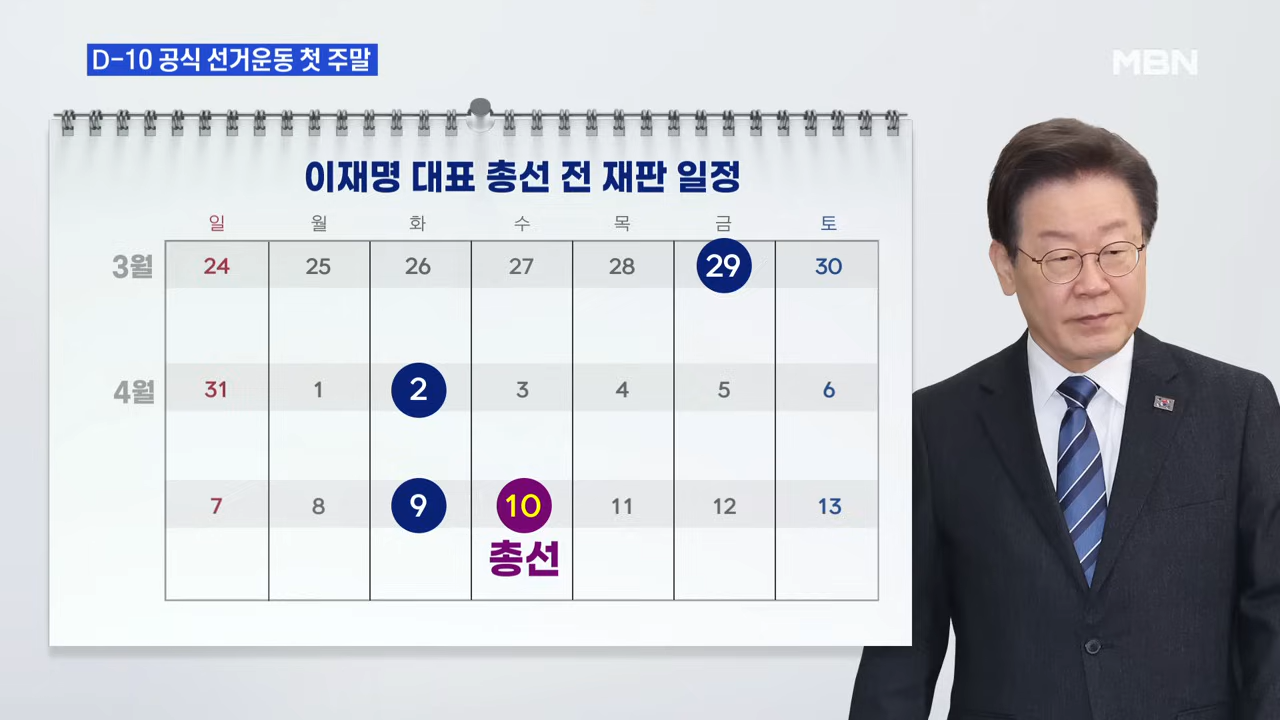 D-10 공식 선거운동 첫 주말
MBN
이재명 대표 총선 전 재판 일정
일 월 화 수 목 금 토
3월 24 25 26 27 28 29 30
4월 31 1 2 3 4 5 6
7 8 9 10 11 12 13
총선